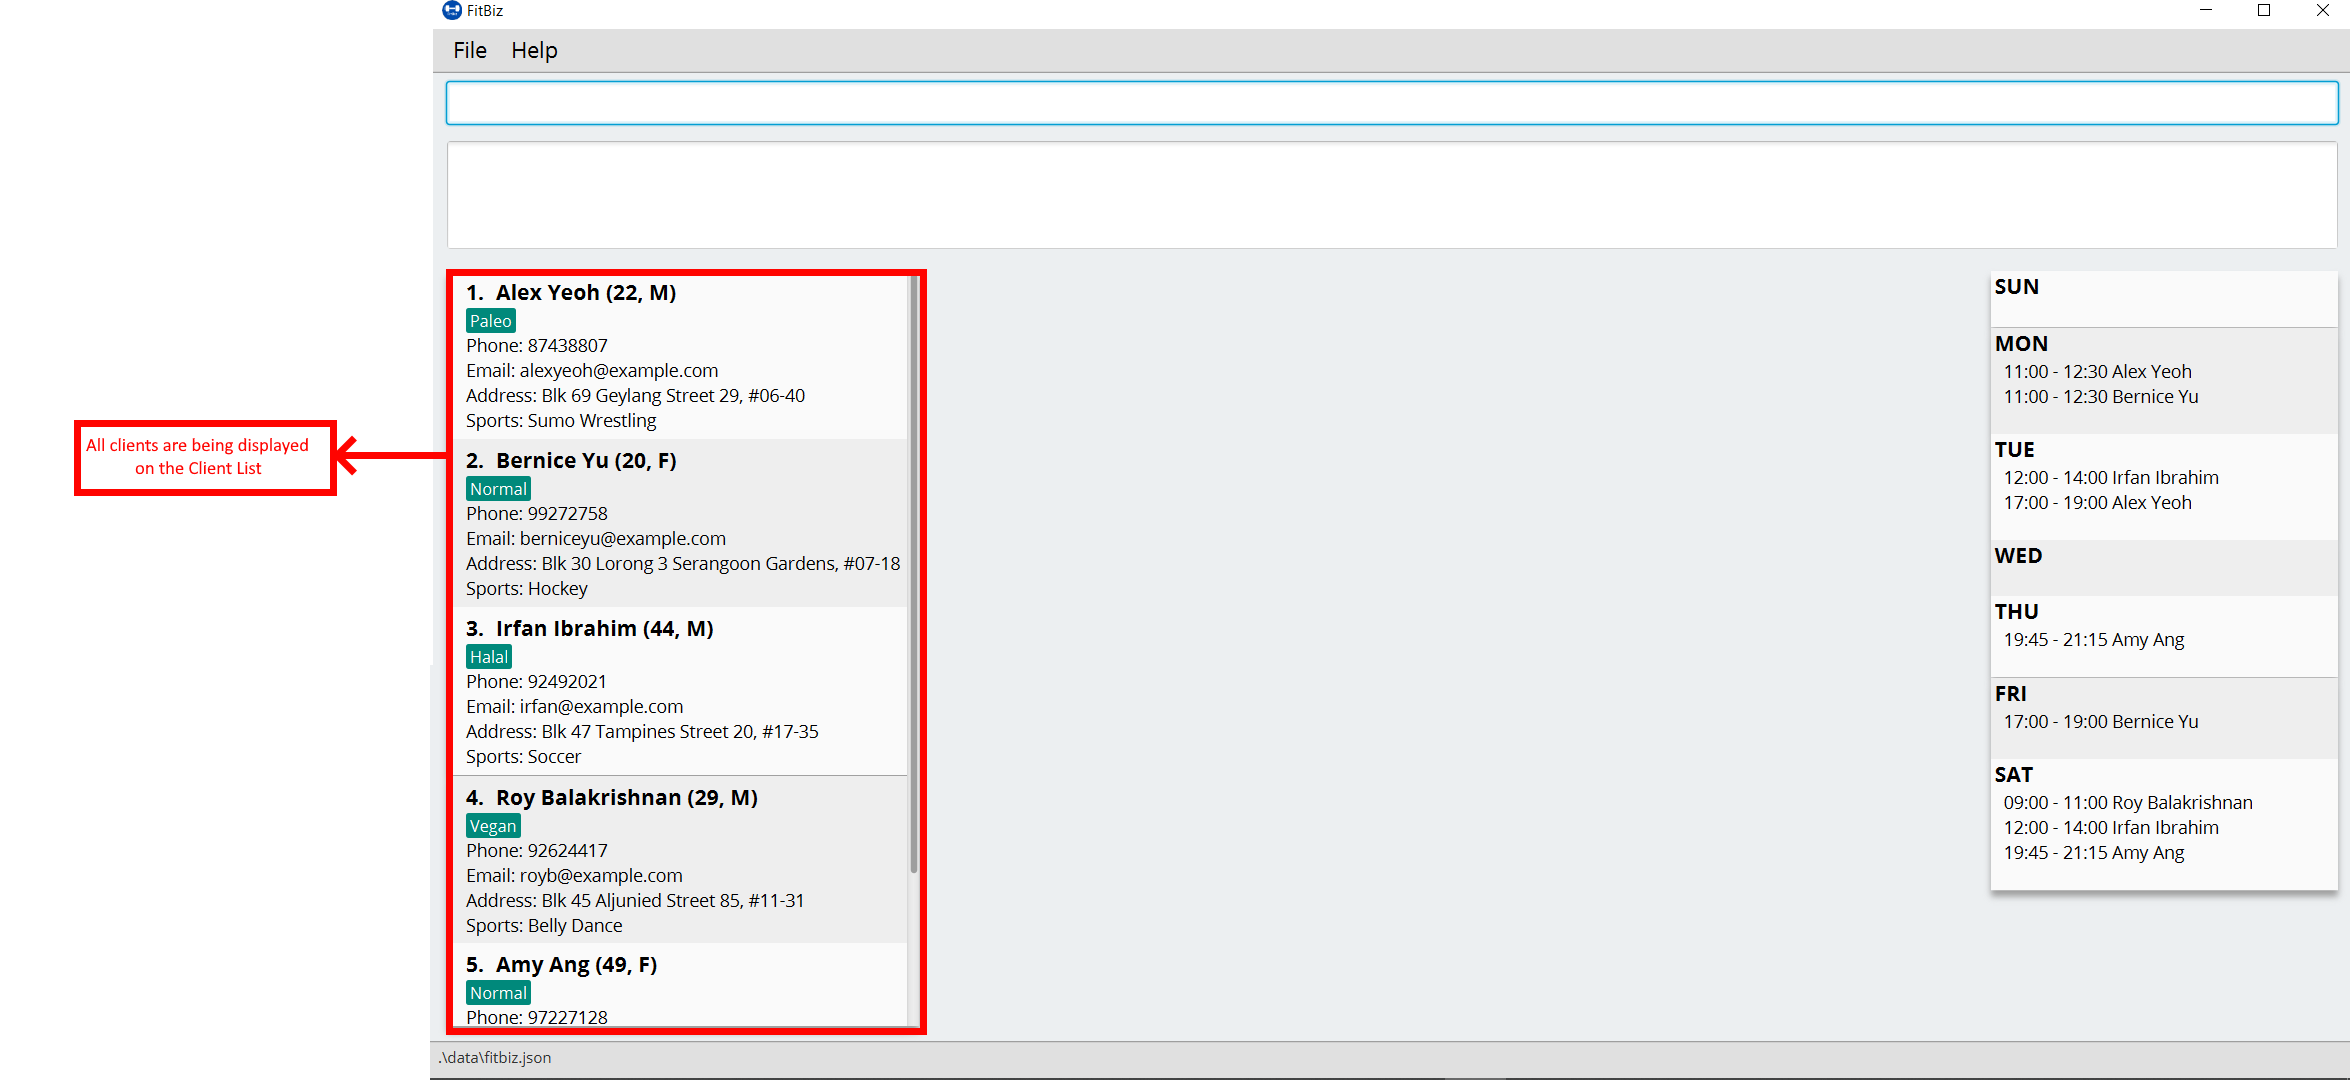 FitBiz
File Help
All clients are being displayed
on the Client List
1. Alex Yeoh (22, M)
Paleo
Phone: 87438807
Email: alexyeoh@example.com
Address: Blk 69 Geylang Street 29, #06-40
Sports: Sumo Wrestling
2. Bernice Yu (20, F)
Normal
Phone: 99272758
Email: berniceyu@example.com
Address: Blk 30 Lorong 3 Serangoon Gardens, #07-18
Sports: Hockey
3. Irfan Ibrahim (44, M)
Halal
Phone: 92492021
Email: irfan@example.com
Address: Blk 47 Tampines Street 20, #17-35
Sports: Soccer
4. Roy Balakrishnan (29, M)
Vegan
Phone: 92624417
Email: royb@example.com
Address: Blk 45 Aljunied Street 85, #11-31
Sports: Belly Dance
5. Amy Ang (49, F)
Normal
Phone: 97227128
SUN
MON
11:00 - 12:30 Alex Yeoh
11:00 - 12:30 Bernice Yu
TUE
12:00 - 14:00 Irfan Ibrahim
17:00 - 19:00 Alex Yeoh
WED
THU
19:45 - 21:15 Amy Ang
FRI
17:00 - 19:00 Bernice Yu
SAT
09:00 - 11:00 Roy Balakrishnan
12:00 - 14:00 Irfan Ibrahim
19:45 - 21:15 Amy Ang
.\data\fitbiz.json